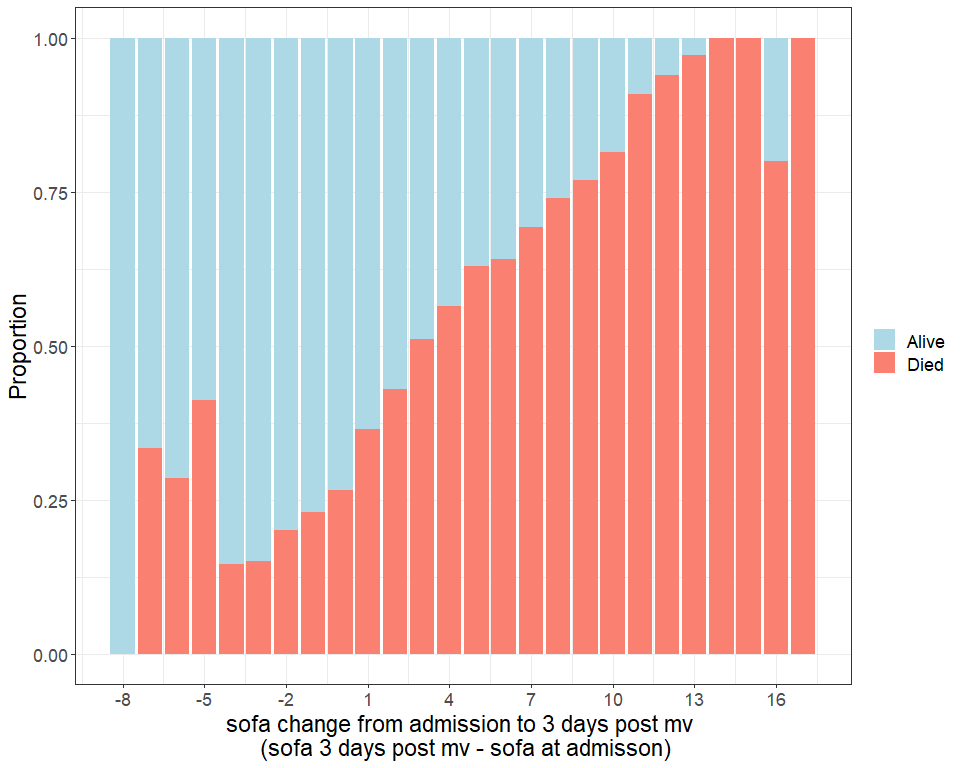 1.00
0.75
0.50
0.25
0.00
Proportion
-8 -5 -2 1 4 7 10 13 16
sofa change from admission to 3 days post mv
(sofa 3 days post mv - sofa at admisson)
Alive
Died